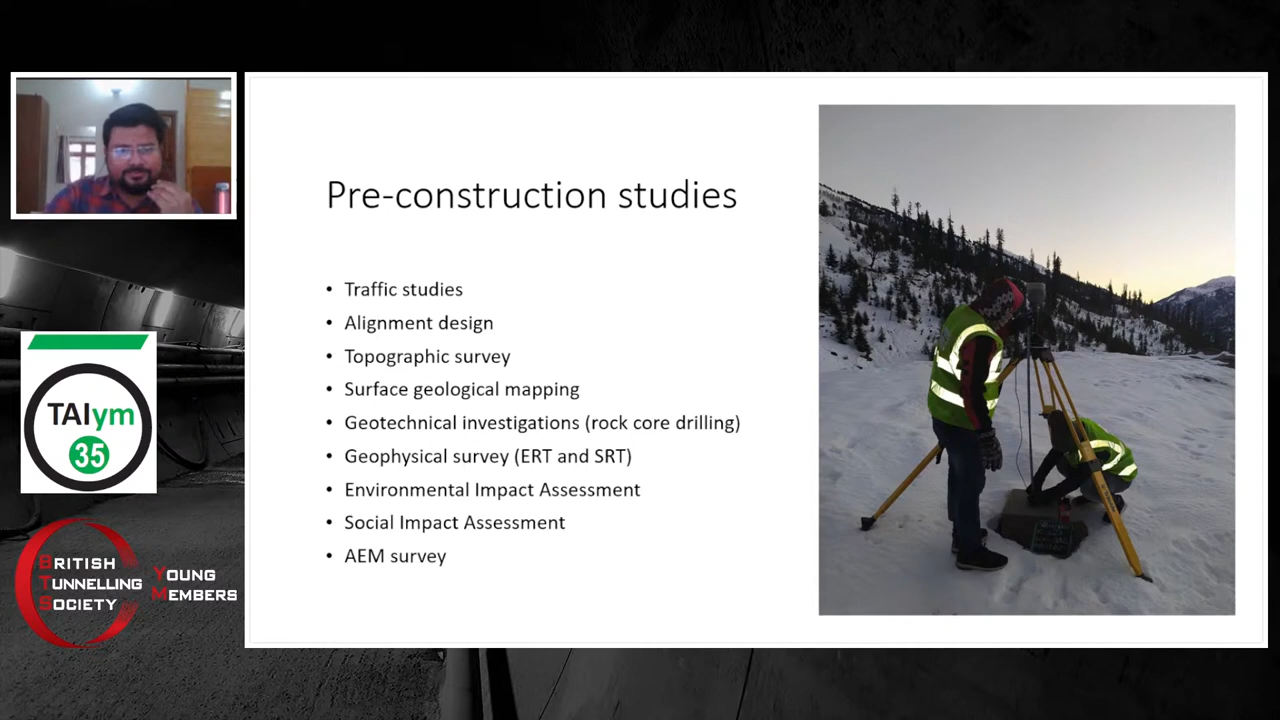 Pre-construction studies
• Traffic studies
• Alignment design
• Topographic survey
• Surface geological mapping
• Geotechnical investigations (rock core drilling)
• Geophysical survey (ERT and SRT)
• Environmental Impact Assessment
• Social Impact Assessment
• AEM survey
TAIym
35
BRITISH
TUNNELLING
SOCIETY
YOUNG
MEMBERS